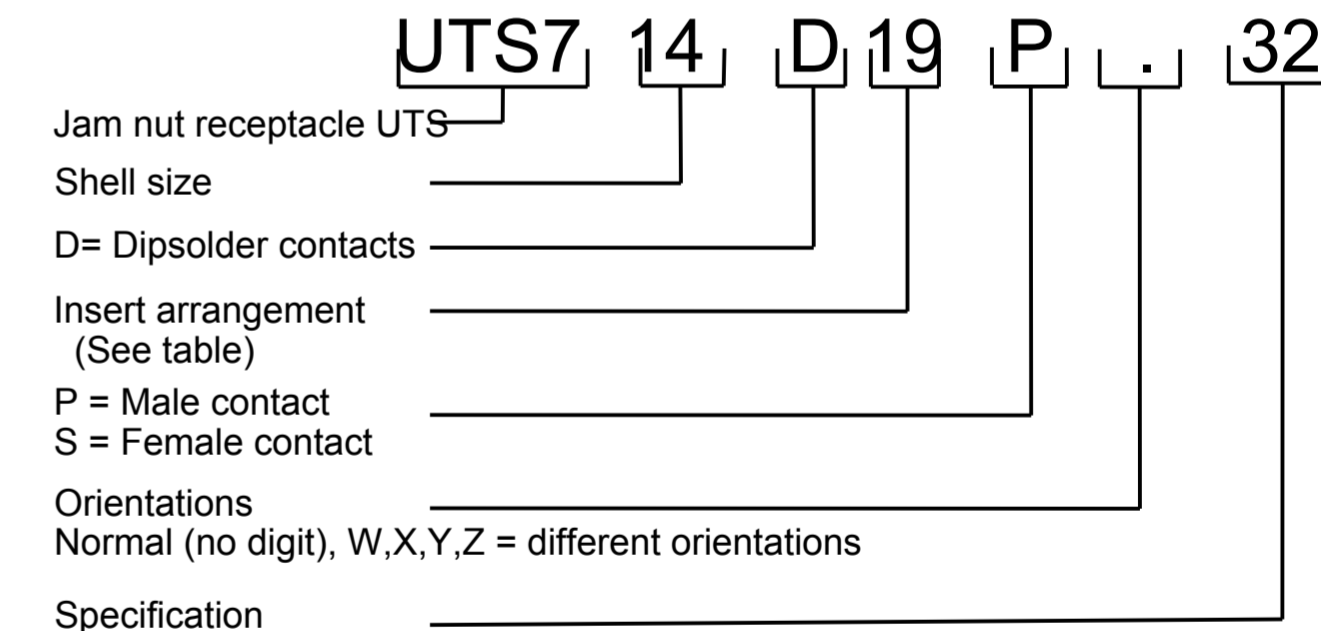 UTS7 14 D 19 P . 32
Jam nut receptacle UTS
Shell size
D= Dipsolder contacts
Insert arrangement
(See table)
P = Male contact
S = Female contact
Orientations
Normal (no digit), W,X,Y,Z = different orientations
Specification